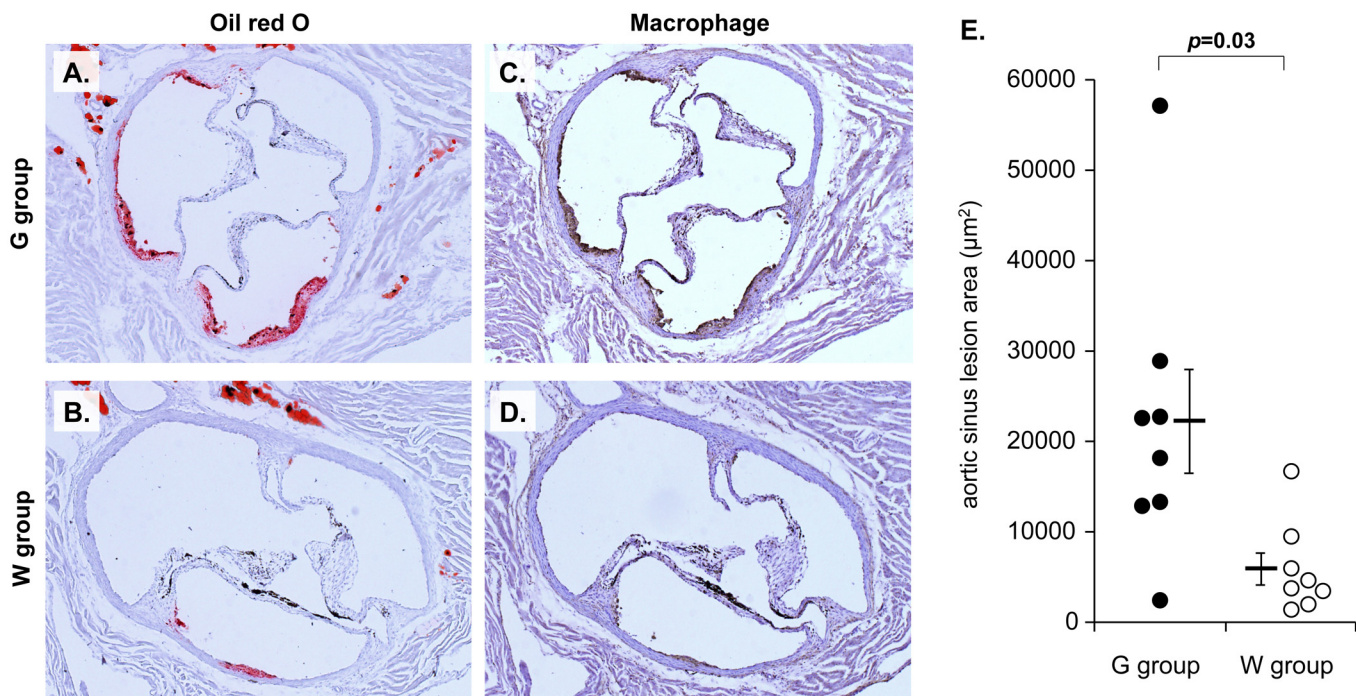 Oil red O
Macrophage
E.
A.
C.
G group
B.
D.
W group
p=0.03
aortic sinus lesion area (μm²)
60000
50000
40000
30000
20000
10000
0
G group
W group